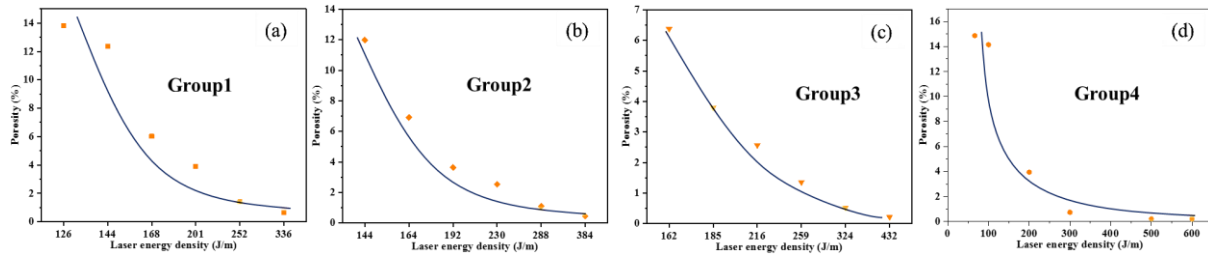 (a)
Group1
Porosity (%)
14
12
10
8
6
4
2
0
126 144 168 201 252 336
Laser energy density (J/m)
(b)
Group2
Porosity (%)
14
12
10
8
6
4
2
0
144 164 192 230 288 384
Laser energy density (J/m)
(c)
Group3
Porosity (%)
7
6
5
4
3
2
1
0
162 185 216 259 324 432
Laser energy density (J/m)
(d)
Group4
Porosity (%)
16
14
12
10
8
6
4
2
0
0 100 200 300 400 500 600
Laser energy density (J/m)